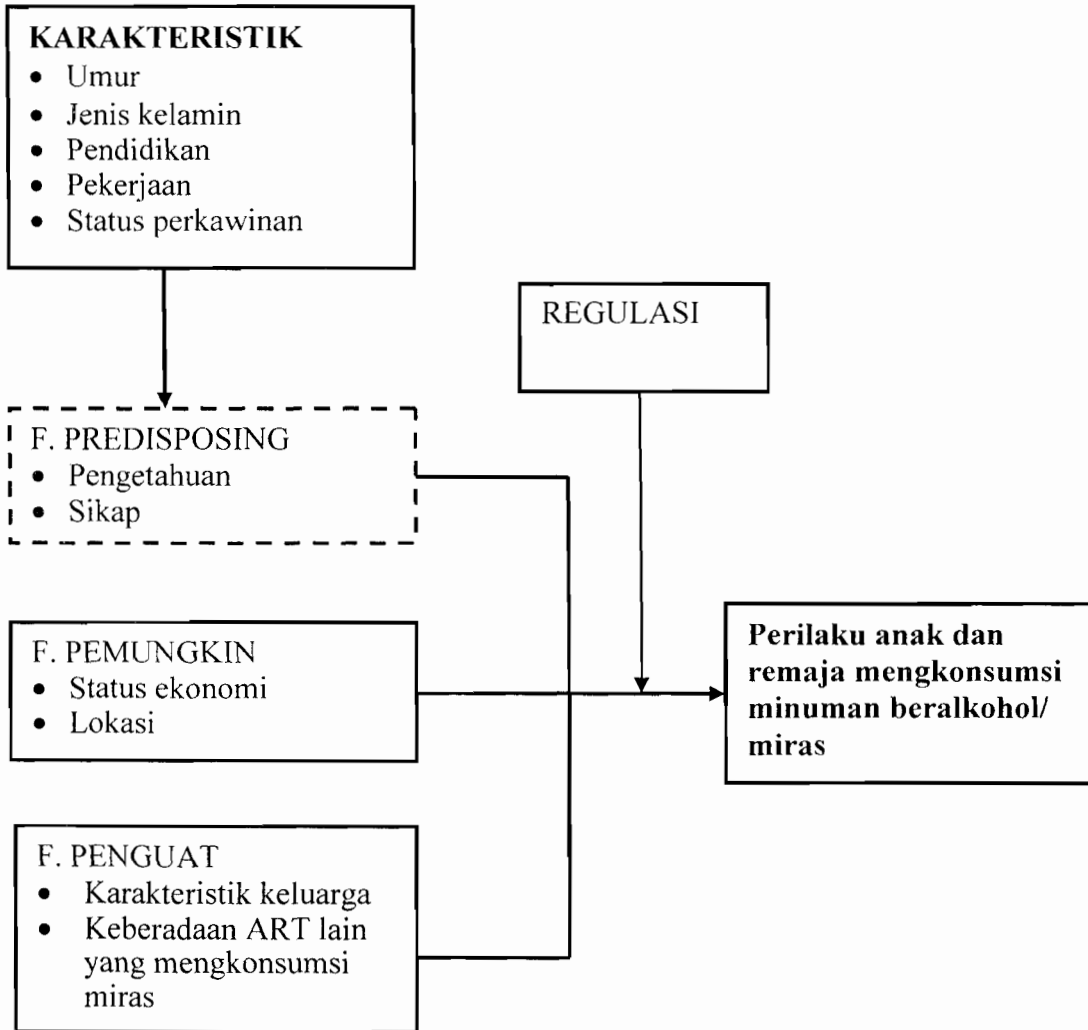 KARAKTERISTIK
• Umur
• Jenis kelamin
• Pendidikan
• Pekerjaan
• Status perkawinan
REGULASI
F. PREDISPOSING
• Pengetahuan
• Sikap
F. PEMUNGKIN
• Status ekonomi
• Lokasi
Perilaku anak dan
remaja mengkonsumsi
minuman beralkohol/
miras
F. PENGUAT
• Karakteristik keluarga
• Keberadaan ART lain
yang mengkonsumsi
miras